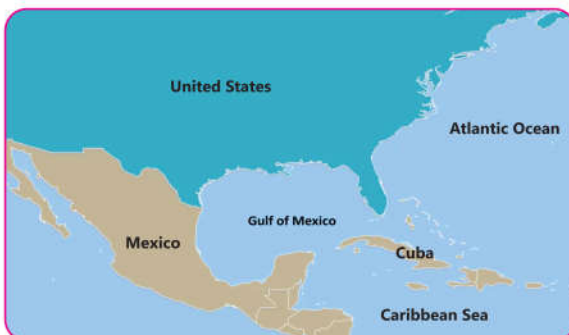 United States
Atlantic Ocean
Gulf of Mexico
Mexico
Cuba
Caribbean Sea